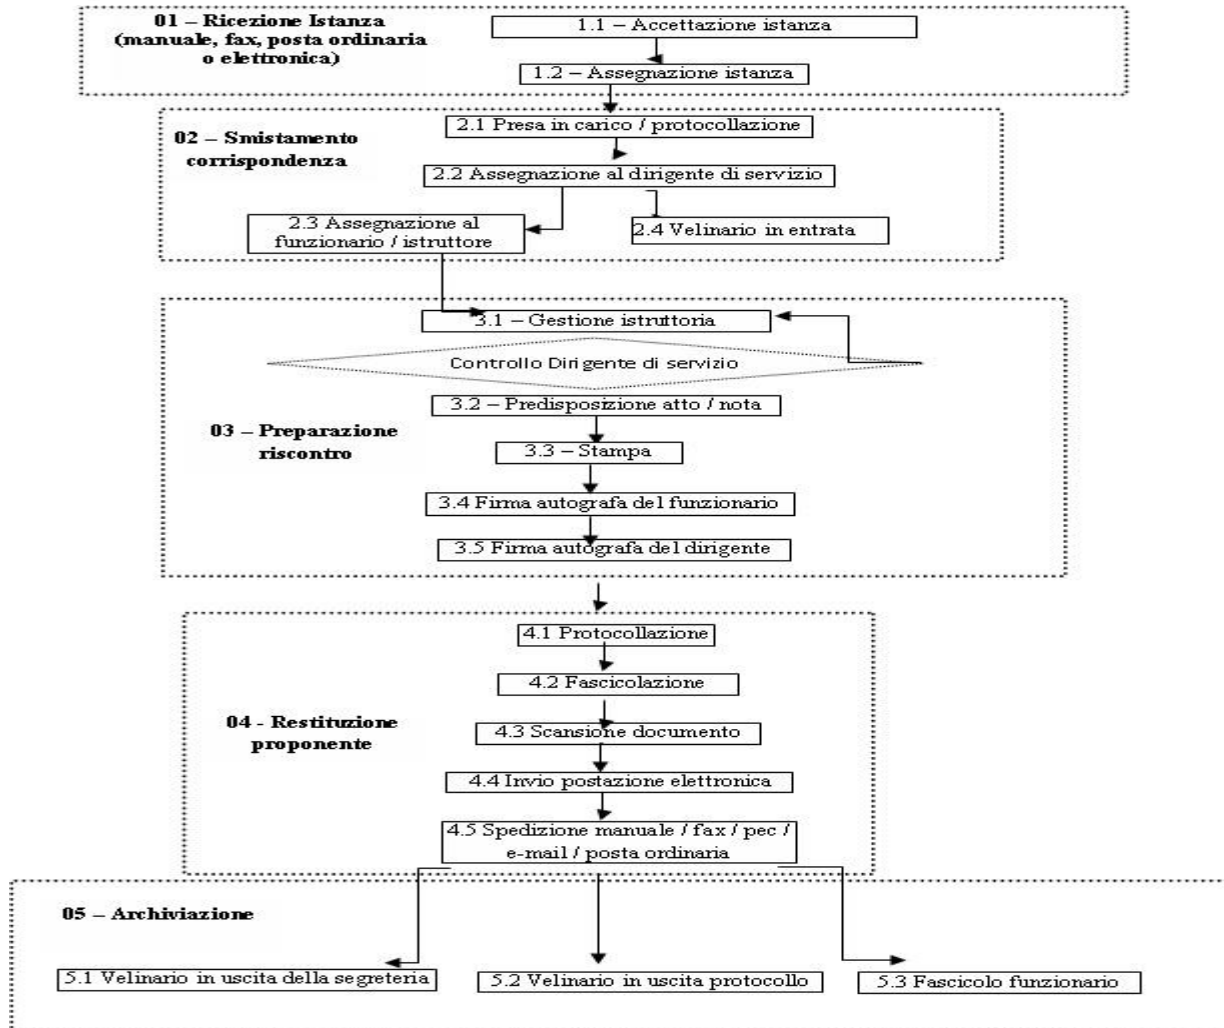 01 – Ricezione Istanza
(manuale, fax, posta ordinaria
o elettronica)
1.1 – Accettazione istanza
1.2 – Assegnazione istanza
02 – Smistamento
corrispondenza
2.1 Presa in carico / protocollazione
2.2 Assegnazione al dirigente di servizio
2.3 Assegnazione al
funzionario / istruttore
2.4 Velinario in entrata
3.1 – Gestione istruttoria
Controllo Dirigente di servizio
03 – Preparazione
riscontro
3.2 – Predisposizione atto / nota
3.3 – Stampa
3.4 Firma autografa del funzionario
3.5 Firma autografa del dirigente
04 - Restituzione
proponente
4.1 Protocollazione
4.2 Fascicolazione
4.3 Scansione documento
4.4 Invio postazione elettronica
4.5 Spedizione manuale / fax / pec /
e-mail / posta ordinaria
05 – Archiviazione
5.1 Velinario in uscita della segreteria
5.2 Velinario in uscita protocollo
5.3 Fascicolo funzionario